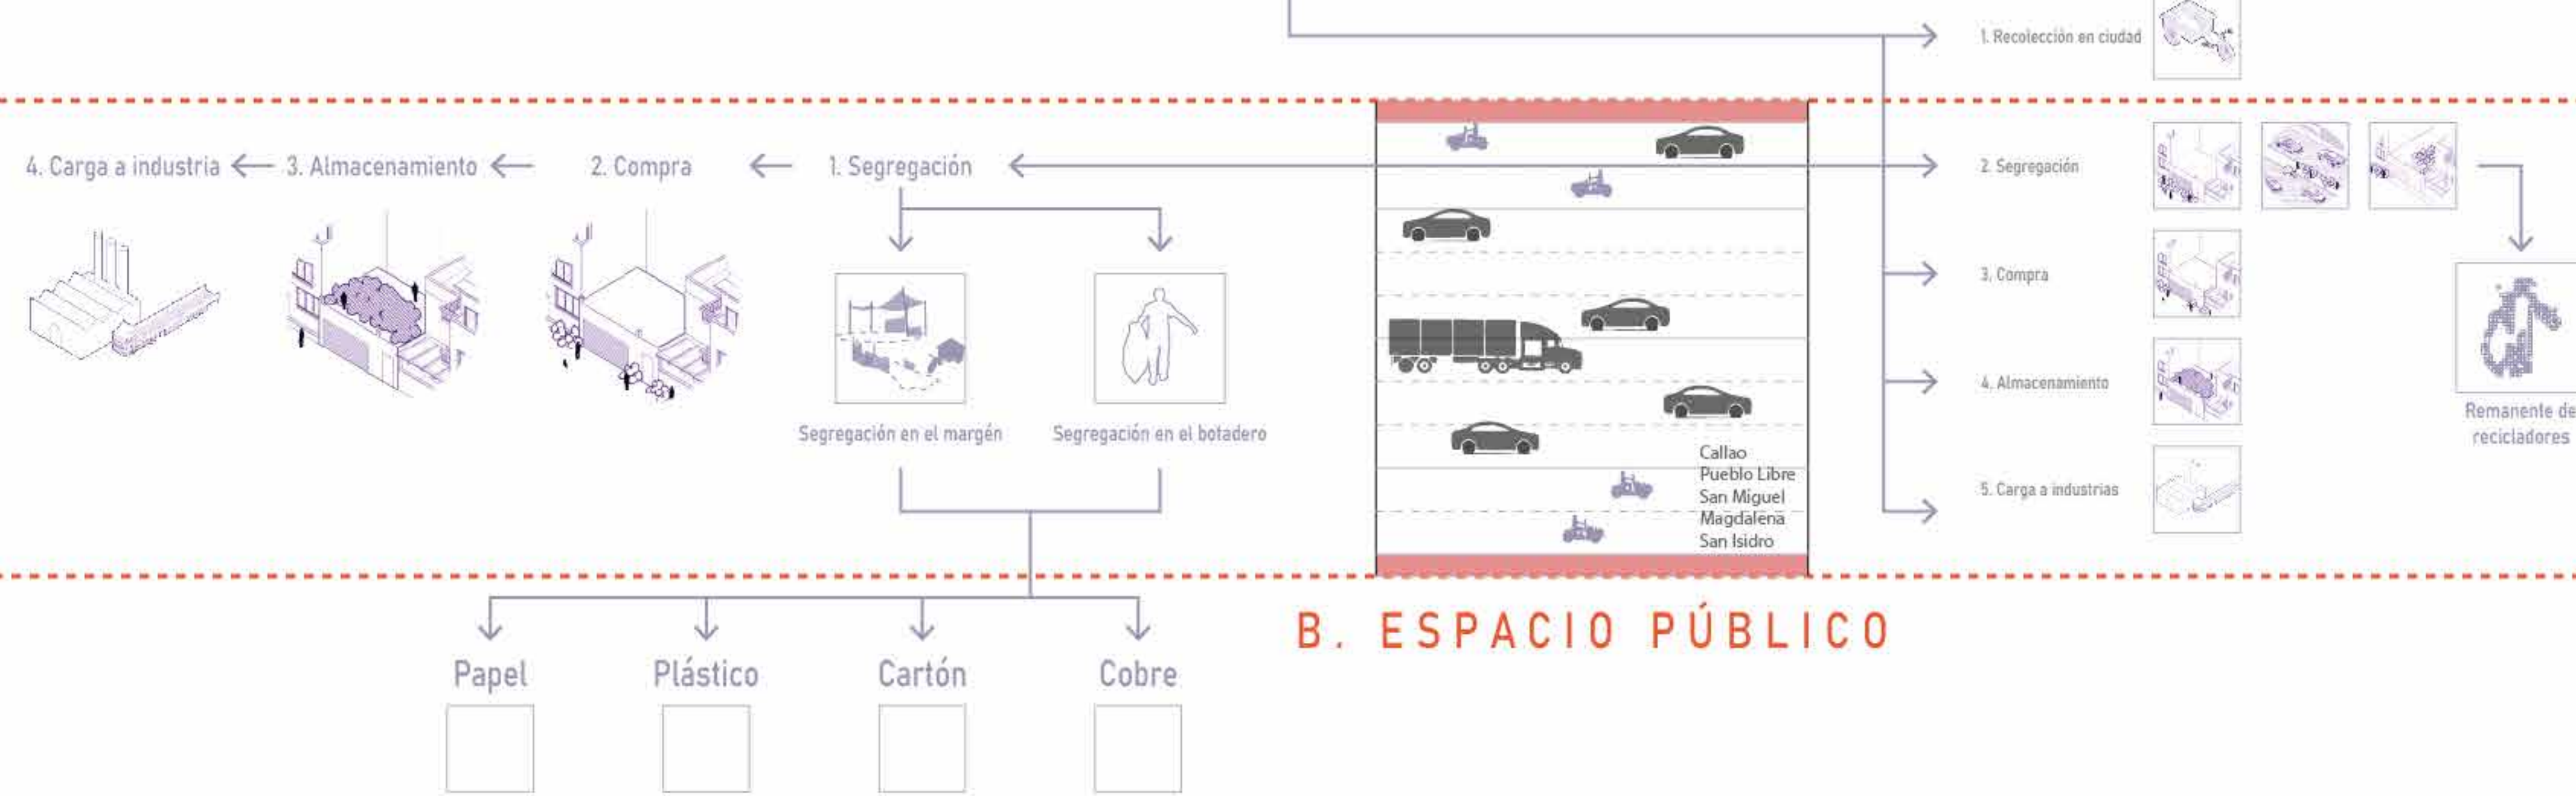 1. Recolección en ciudad
4. Carga a industria
3. Almacenamiento
2. Compra
1. Segregación
2. Segregación
3. Compra
4. Almacenamiento
5. Carga a industrias
Segregación en el margén
Segregación en el botadero
Callao
Pueblo Libre
San Miguel
Magdalena
San Isidro
Remanente de
recicladores
B. ESPACIO PÚBLICO
Papel
Plástico
Cartón
Cobre